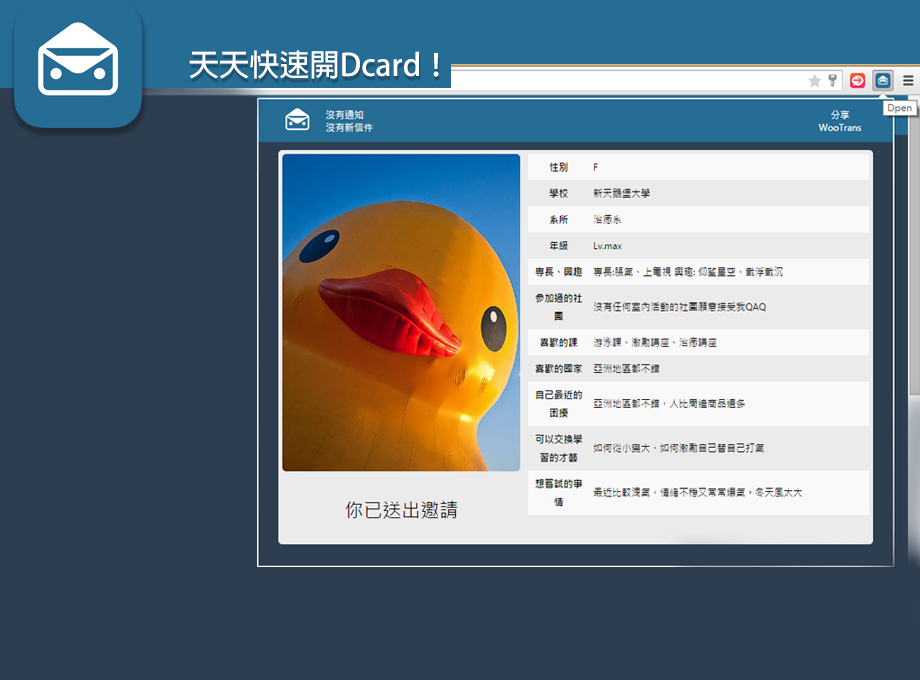 天天快速開Dcard！
Dpen
沒有通知
沒有新信件
分享
WooTrans
性別 F
學校 新天鵝堡大學
系所 治癒系
年級 Lv.max
專長、興趣 專長:脹氣、上電視 興趣: 仰望星空、載浮載沉
參加過的社
團
沒有任何室內活動的社團願意接受我QAQ
喜歡的課 游泳課、激勵講座、治癒講座
喜歡的國家 亞洲地區都不錯
自己最近的
困擾
亞洲地區都不錯，人比周邊商品還多
可以交換學
習的才藝
如何從小變大、如何激勵自己替自己打氣
想嘗試的事
情
最近比較洩氣，情緒不穩又常常爆氣。冬天風太大
你已送出邀請